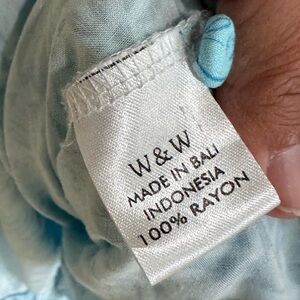 W & W
MADE IN BALI
INDONESIA
100% RAYON